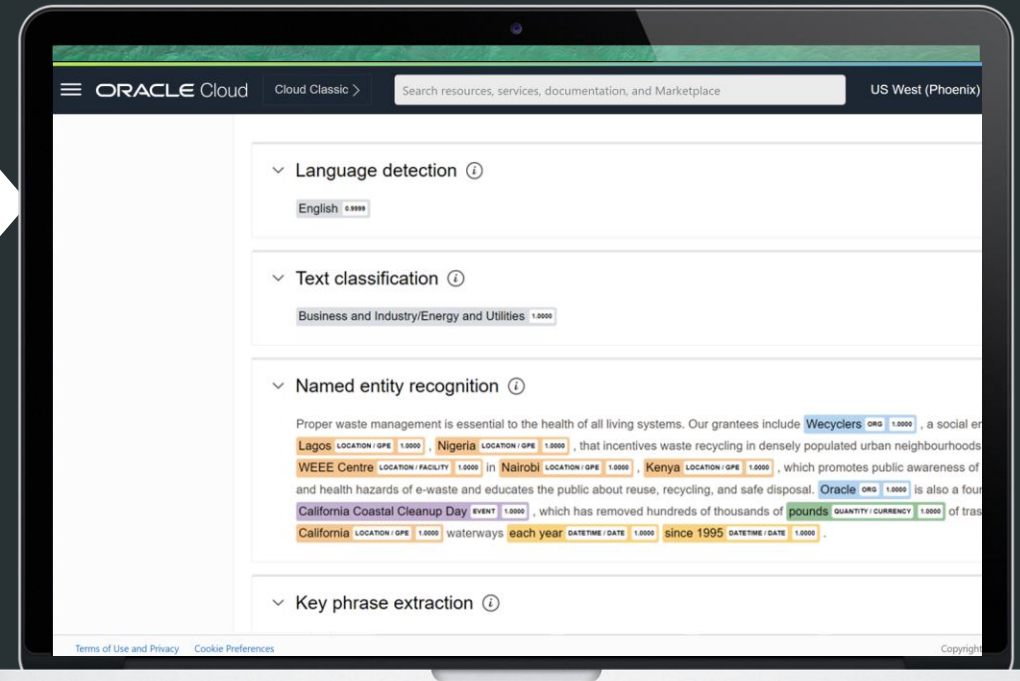 ORACLE Cloud Cloud Classic > Search resources, services, documentation, and Marketplace US West (Phoenix)
Language detection
English 0.9999
Text classification
Business and Industry/Energy and Utilities 1.0000
Named entity recognition
Proper waste management is essential to the health of all living systems. Our grantees include Wecyclers ORG 1.0000 , a social
Lagos LOCATION / GPE 1.0000 , Nigeria LOCATION / GPE 1.0000 , that incentives waste recycling in densely populated urban neighbourhoods
WEEE Centre LOCATION / FACILITY 1.0000 in Nairobi LOCATION / GPE 1.0000 , Kenya LOCATION / GPE 1.0000 , which promotes public awareness of
and health hazards of e-waste and educates the public about reuse, recycling, and safe disposal. Oracle ORG 1.0000 is also a
California Coastal Cleanup Day EVENT 1.0000 , which has removed hundreds of thousands of pounds QUANTITY / CURRENCY 1.0000 of
California LOCATION / GPE 1.0000 waterways each year DATETIME / DATE 1.0000 since 1995 DATETIME / DATE 1.0000 .
Key phrase extraction
Terms of Use and Privacy Cookie Preferences Copyright